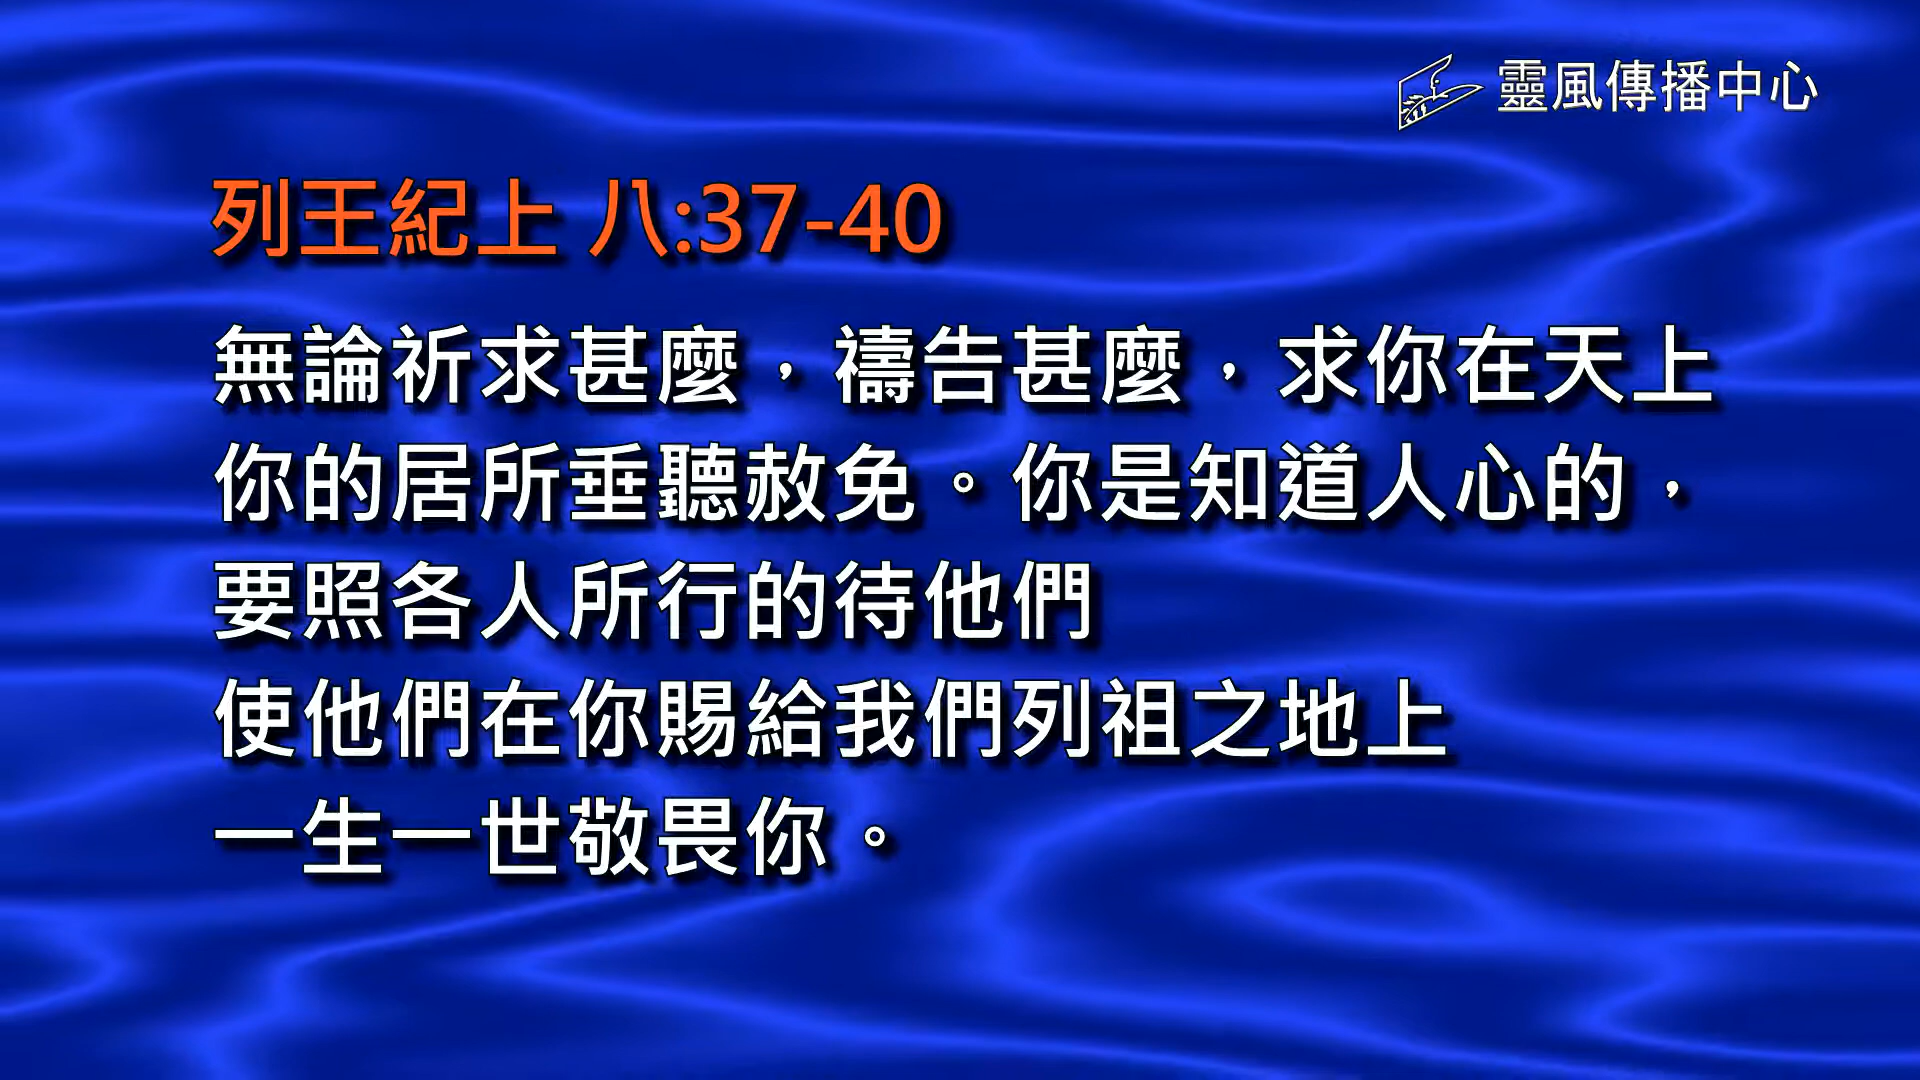 靈風傳播中心
列王紀上 八:37-40
無論祈求甚麼，禱告甚麼，求你在天上
你的居所垂聽赦免。你是知道人心的，
要照各人所行的待他們
使他們在你賜給我們列祖之地上
一生一世敬畏你。